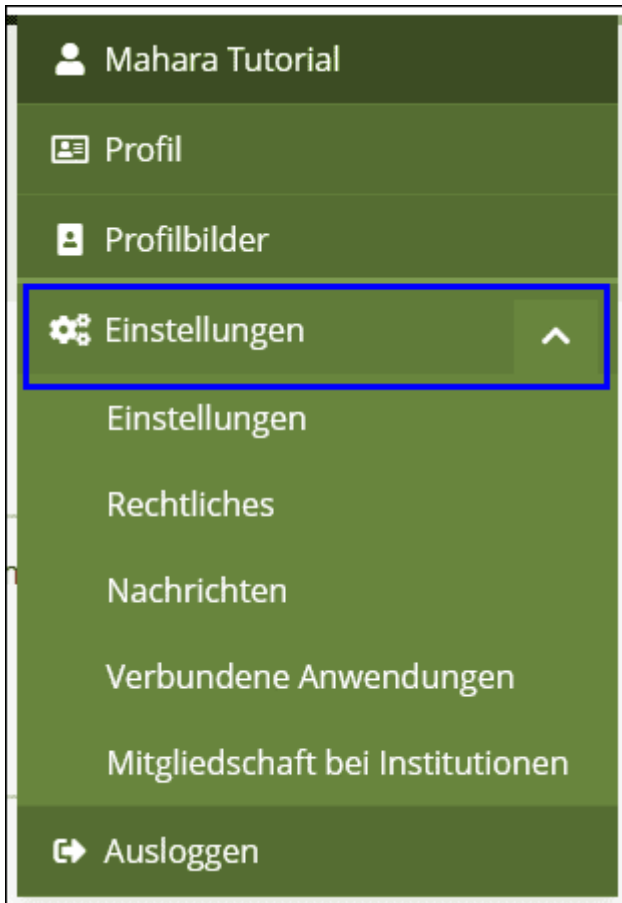 Mahara Tutorial
Profil
Profilbilder
Einstellungen
Einstellungen
Rechtliches
Nachrichten
Verbundene Anwendungen
Mitgliedschaft bei Institutionen
Ausloggen